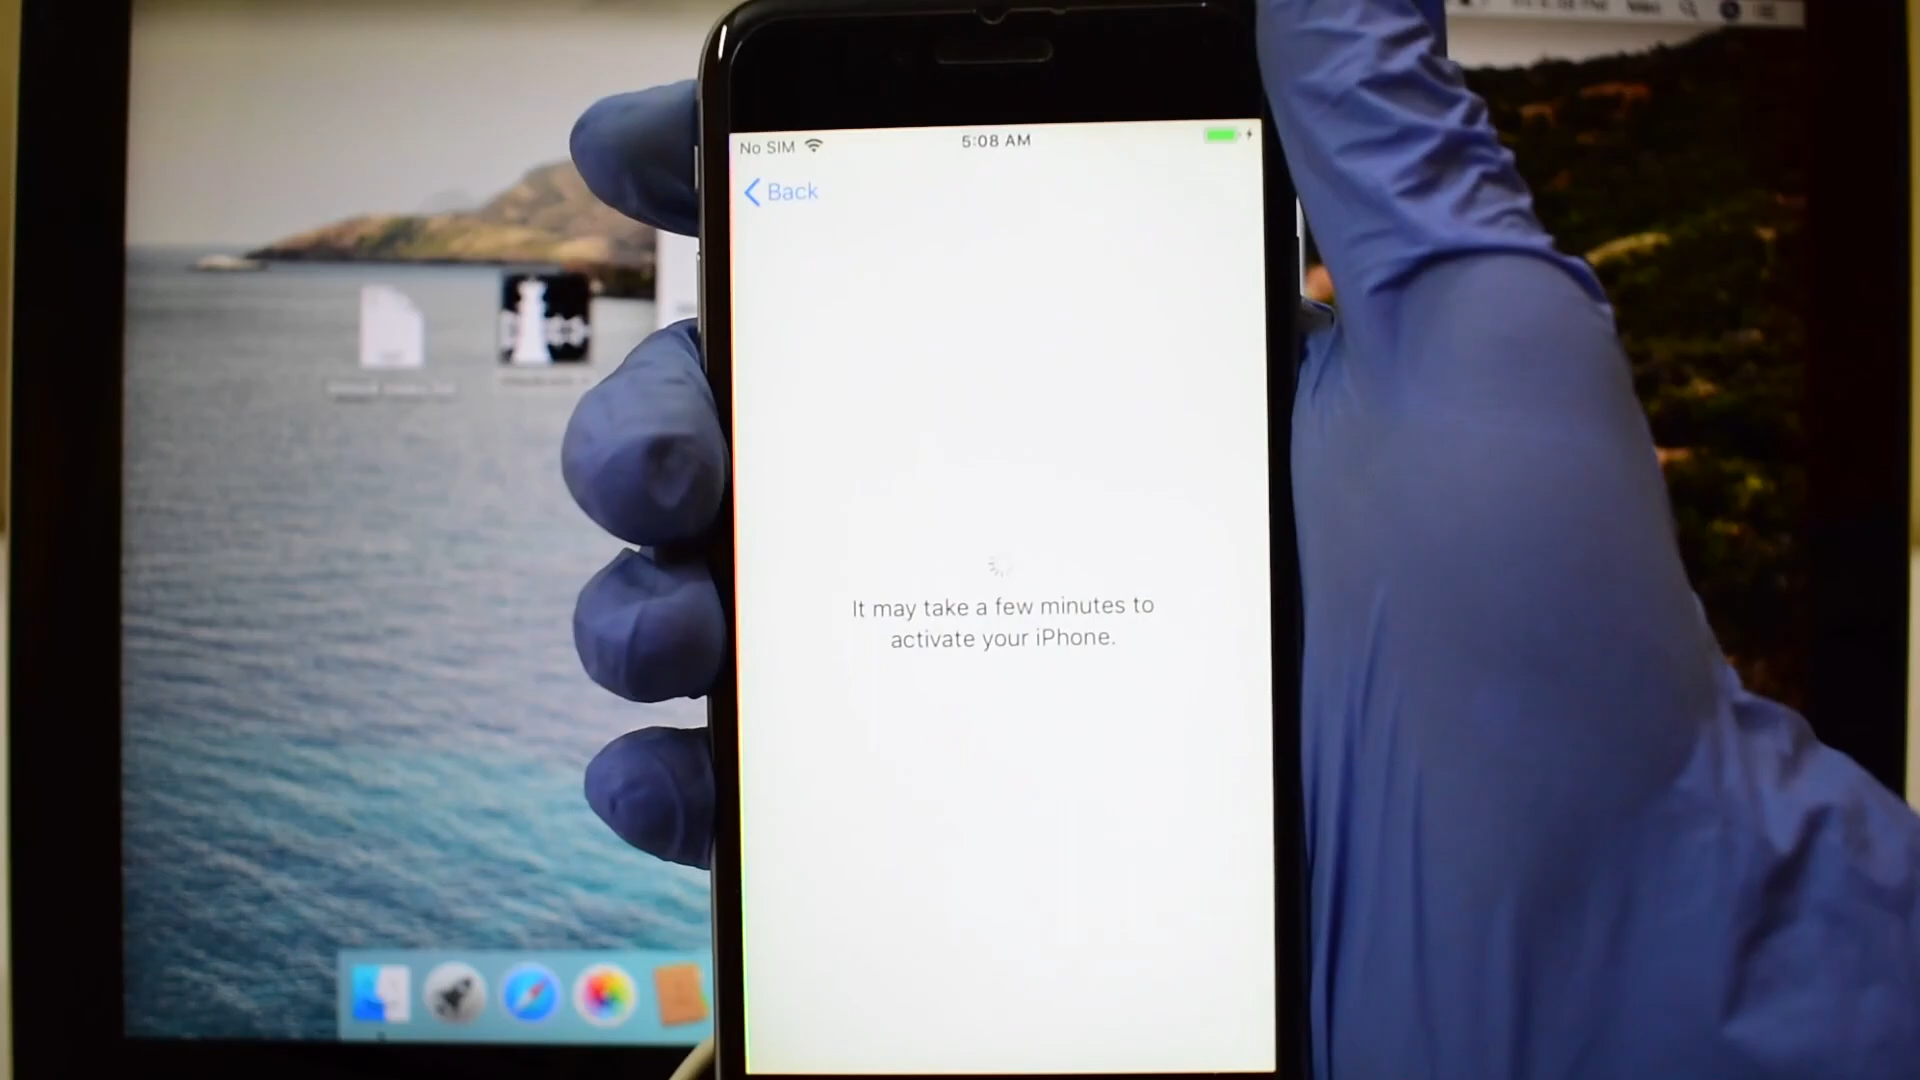 No SIM
5:08 AM
Back
It may take a few minutes to
activate your iPhone.